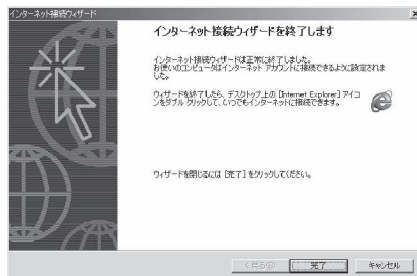 インターネット接続ウィザード
インターネット接続ウィザードを終了します
インターネット接続ウィザードは正常に終了しました。
お使いのコンピュータはインターネット アカウントに接続できるように設定されま
した。
ウィザードを終了したら、デスクトップ上の [Internet Explorer] アイコ
ンをダブル クリックして、いつでもインターネットに接続できます。
ウィザードを閉じるには [完了] をクリックしてください。
< 戻る(B)
完了
キャンセル